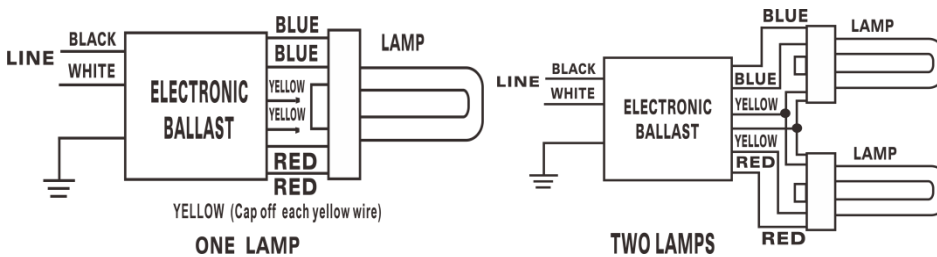 BLUE
BLUE
LAMP
LINE
BLACK
WHITE
ELECTRONIC
BALLAST
YELLOW
YELLOW
RED
RED
YELLOW (Cap off each yellow wire)
ONE LAMP
BLUE
LAMP
LINE
BLACK
WHITE
BLUE
ELECTRONIC
BALLAST
YELLOW
YELLOW
RED
LAMP
RED
TWO LAMPS